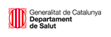 Generalitat de Catalunya
Departament
de Salut